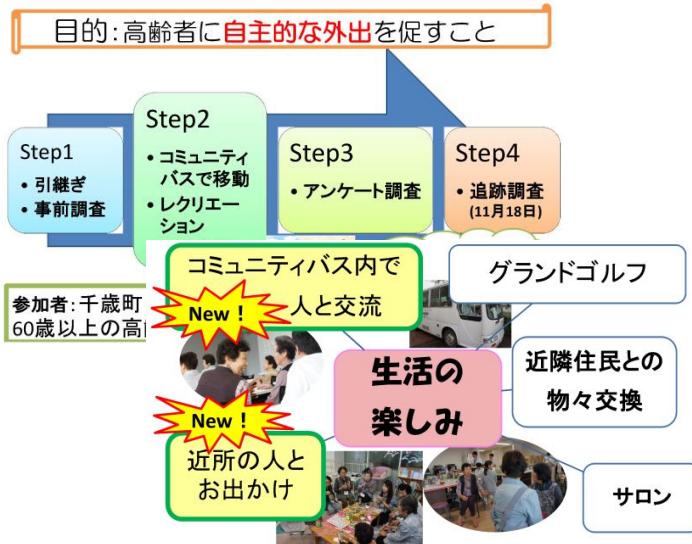 目的:高齢者に自主的な外出を促すこと
Step1
・引継ぎ
・事前調査
Step2
・コミュニティ
バスで移動
・レクリエー
ション
Step3
・アンケート調査
Step4
・追跡調査
(11月18日)
参加者:千歳町
60歳以上の高
コミュニティバス内で
人と交流
New!
グランドゴルフ
生活の
楽しみ
近隣住民との
物々交換
New!
近所の人と
お出かけ
サロン